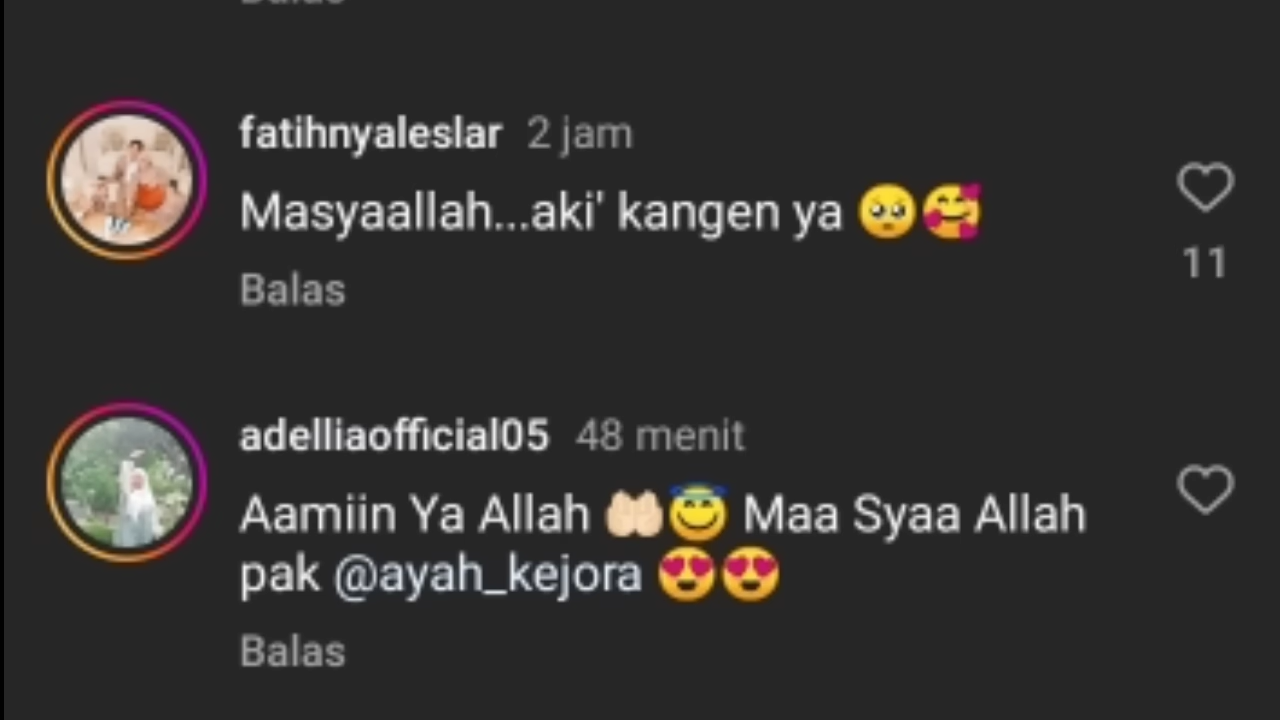 Balas
fatihnyaleslar 2 jam
Masyaallah...aki' kangen ya 🥺🥰
11
Balas
adelliaofficial05 48 menit
Aamiin Ya Allah 🤲🏻😇 Maa Syaa Allah
pak @ayah_kejora 😍😍
Balas